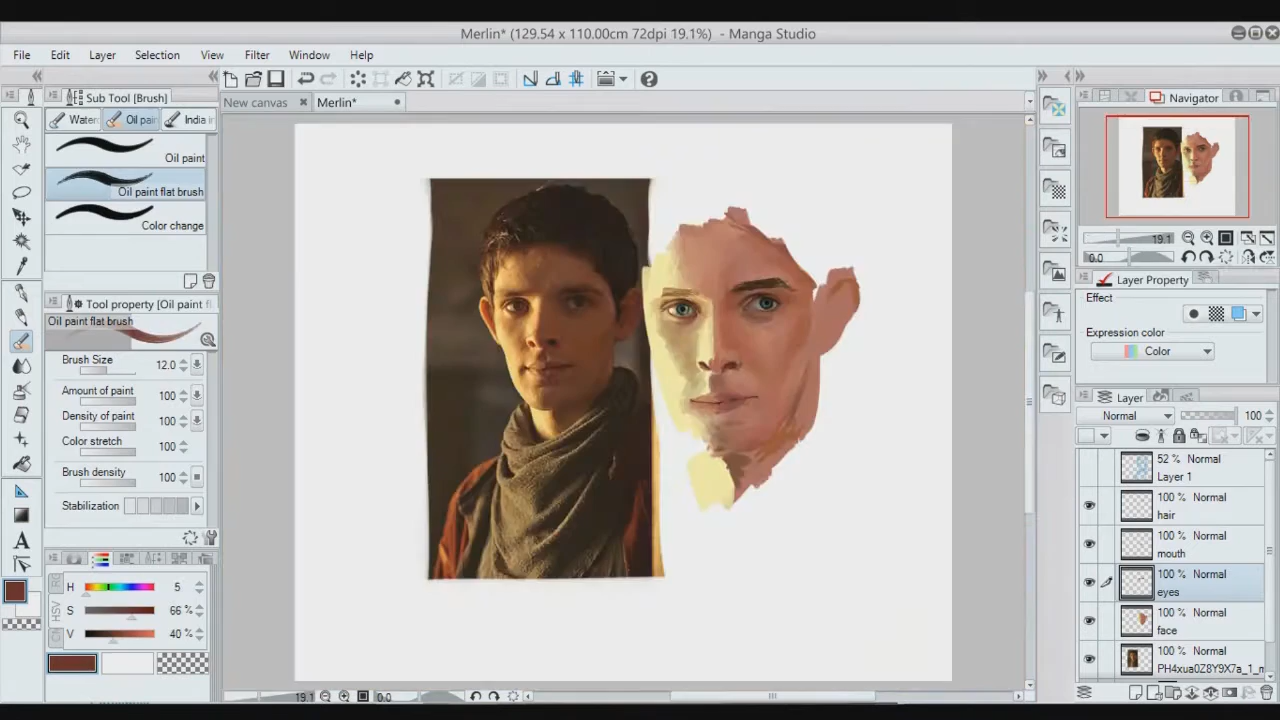 Merlin* (129.54 x 110.00cm 72dpi 19.1%) - Manga Studio
File Edit Layer Selection View Filter Window Help
Sub Tool [Brush]
New canvas Merlin*
Navigator
Oil pain India in
Oil paint
Oil paint flat brush
Color change
19.1
0.0
Layer Property
Effect
Expression color
Color
Tool property [Oil paint fl
Oil paint flat brush
Brush Size 12.0
Amount of paint 100
Density of paint 100
Color stretch 100
Brush density 100
Stabilization
Layer
Normal 100
52 % Normal
Layer 1
100 % Normal
hair
100 % Normal
mouth
100 % Normal
eyes
100 % Normal
face
100 % Normal
PH4xua0Z8Y9X7a_1_m
H 5
S 66 %
V 40 %
19.1 0.0